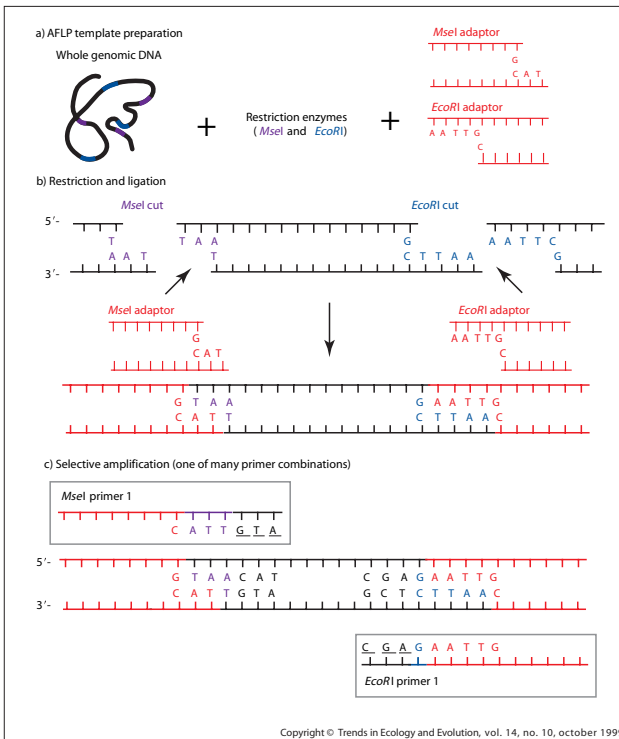 a) AFLP template preparation
Whole genomic DNA
+
Restriction enzymes
(MseI and EcoRI)
+
MseI adaptor
G
C A T
EcoRI adaptor
A A T T G
C
b) Restriction and ligation
MseI cut
EcoRI cut
5′-
T
T A A
G
A A T T C
A A T
T
C T T A A
G
3′-
MseI adaptor
G
C A T
EcoRI adaptor
A A T T G
C
G T A A
G A A T T G
C A T T
C T T A A C
c) Selective amplification (one of many primer combinations)
MseI primer 1
C A T T G T A
5′-
G T A A C A T
C G A G A A T T G
C A T T G T A
G C T C T T A A C
3′-
C G A G A A T T G
EcoRI primer 1
Copyright © Trends in Ecology and Evolution, vol. 14, no. 10, october 1999